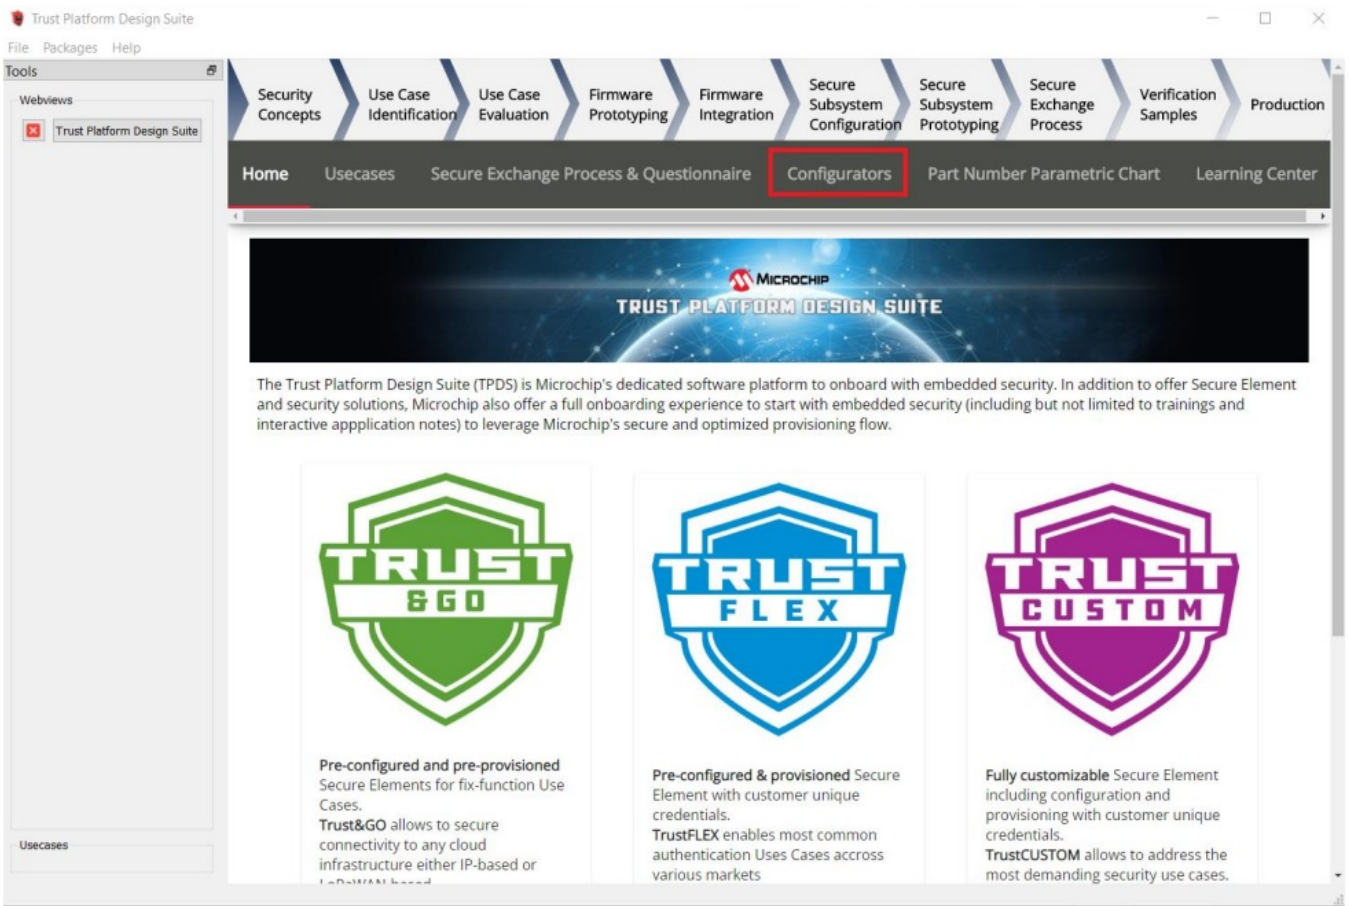 Trust Platform Design Suite
File Packages Help
Tools
Webviews
Trust Platform Design Suite
Usecases
Security
Concepts
Use Case
Identification
Use Case
Evaluation
Firmware
Prototyping
Firmware
Integration
Secure
Subsystem
Configuration
Secure
Subsystem
Prototyping
Secure
Exchange
Process
Verification
Samples
Production
Home Usecases Secure Exchange Process & Questionnaire Configurators Part Number Parametric Chart Learning Center
MICROCHIP
TRUST PLATFORM DESIGN SUITE
The Trust Platform Design Suite (TPDS) is Microchip's dedicated software platform to onboard with embedded security. In addition to offer Secure Element
and security solutions, Microchip also offer a full onboarding experience to start with embedded security (including but not limited to trainings and
interactive appplication notes) to leverage Microchip's secure and optimized provisioning flow.
TRUST
&GO
Pre-configured and pre-provisioned
Secure Elements for fix-function Use
Cases.
Trust&GO allows to secure
connectivity to any cloud
infrastructure either IP-based or
LoRaWAN based
TRUST
FLEX
Pre-configured & provisioned Secure
Element with customer unique
credentials.
TrustFLEX enables most common
authentication Uses Cases accross
various markets
TRUST
CUSTOM
Fully customizable Secure Element
including configuration and
provisioning with customer unique
credentials.
TrustCUSTOM allows to address the
most demanding security use cases.